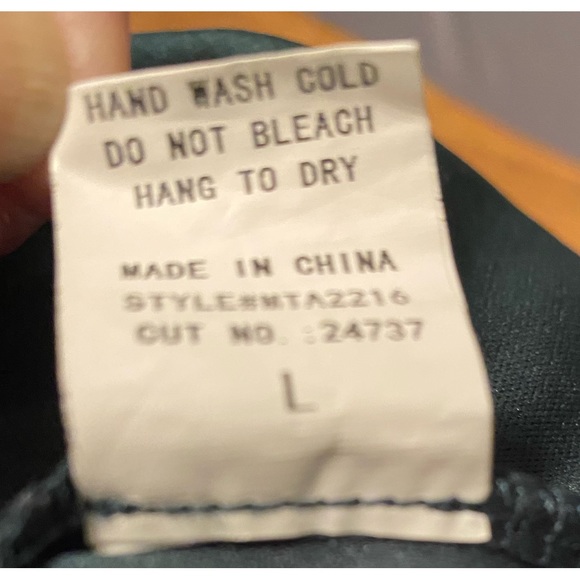 HAND WASH COLD
DO NOT BLEACH
HANG TO DRY
MADE IN CHINA
STYLE#MTA2216
CUT NO. :24737
L